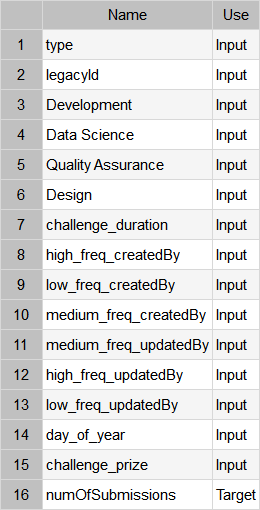 Name Use
1 type Input
2 legacyId Input
3 Development Input
4 Data Science Input
5 Quality Assurance Input
6 Design Input
7 challenge_duration Input
8 high_freq_createdBy Input
9 low_freq_createdBy Input
10 medium_freq_createdBy Input
11 medium_freq_updatedBy Input
12 high_freq_updatedBy Input
13 low_freq_updatedBy Input
14 day_of_year Input
15 challenge_prize Input
16 numOfSubmissions Target